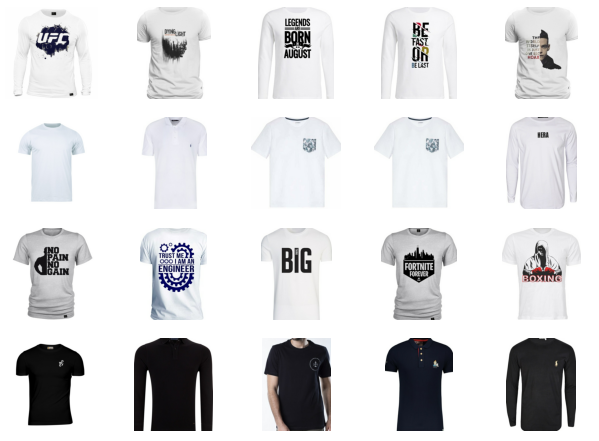 UFC
LEGENDS
ARE
BORN
IN
AUGUST
BE
FAST
OR
BE LAST
HERA
NO
PAIN
NO
GAIN
TRUST ME
I AM AN
ENGINEER
BIG
FORTNITE
FOREVER
BOXING